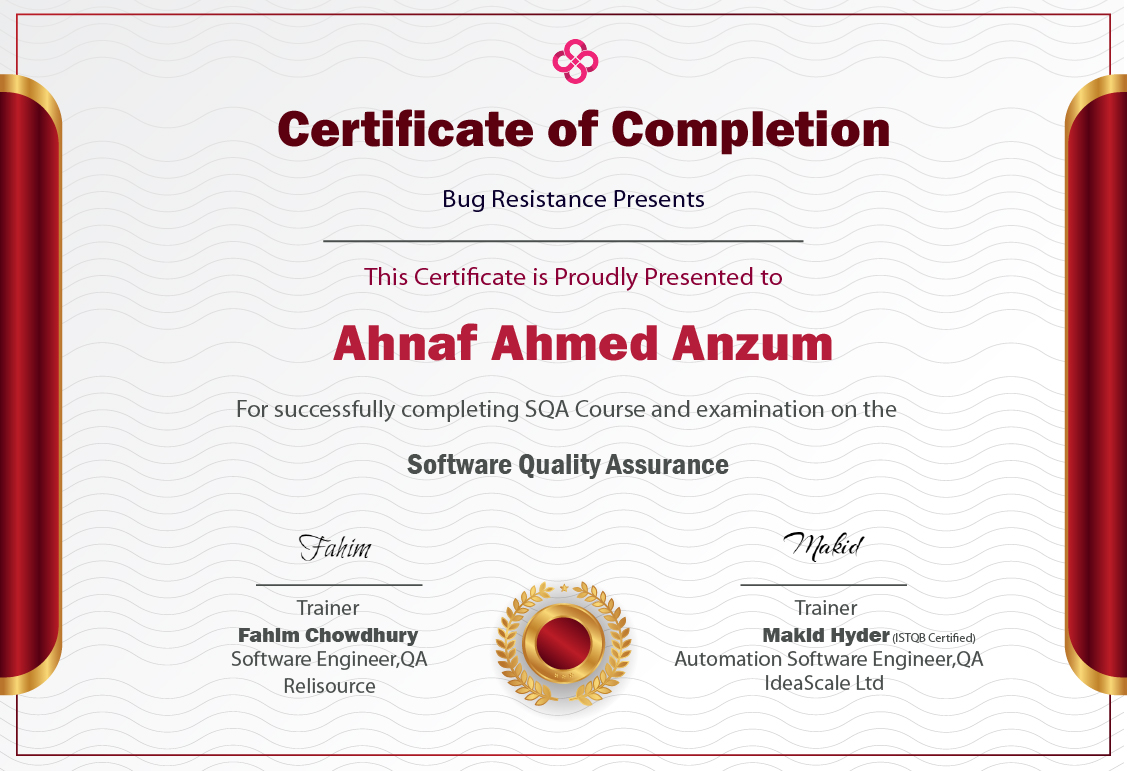 Certificate of Completion
Bug Resistance Presents
This Certificate is Proudly Presented to
Ahnaf Ahmed Anzum
For successfully completing SQA Course and examination on the
Software Quality Assurance
Fahim
Trainer
Fahim Chowdhury
Software Engineer,QA
Relisource
Makid
Trainer
Makid Hyder (ISTQB Certified)
Automation Software Engineer,QA
IdeaScale Ltd